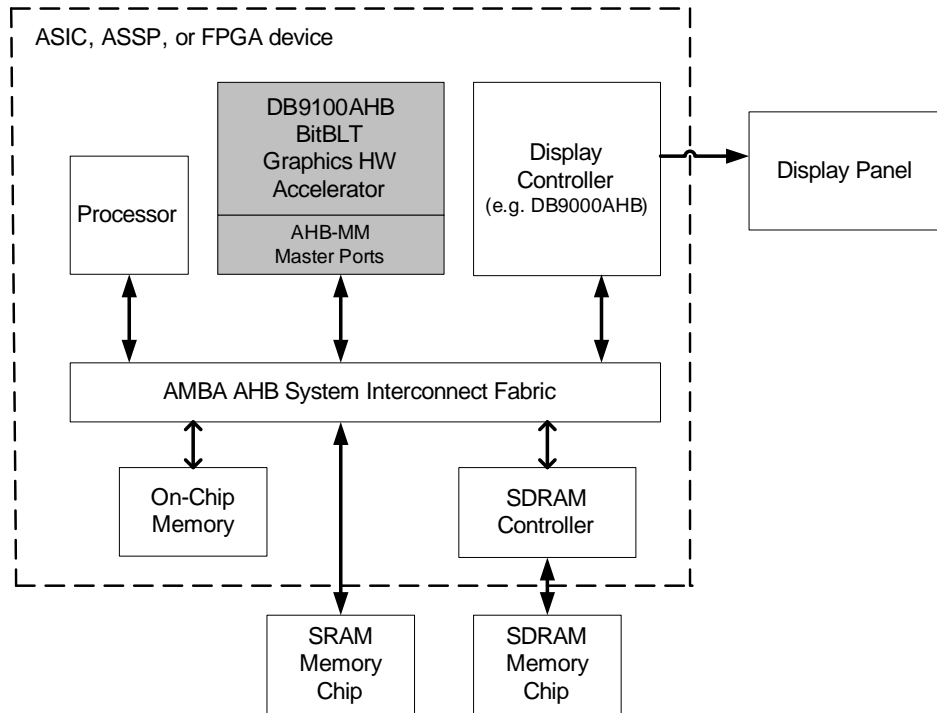 ASIC, ASSP, or FPGA device
DB9100AHB
BitBLT
Graphics HW
Accelerator
AHB-MM
Master Ports
Processor
Display
Controller
(e.g. DB9000AHB)
Display Panel
AMBA AHB System Interconnect Fabric
On-Chip
Memory
SDRAM
Controller
SRAM
Memory
Chip
SDRAM
Memory
Chip